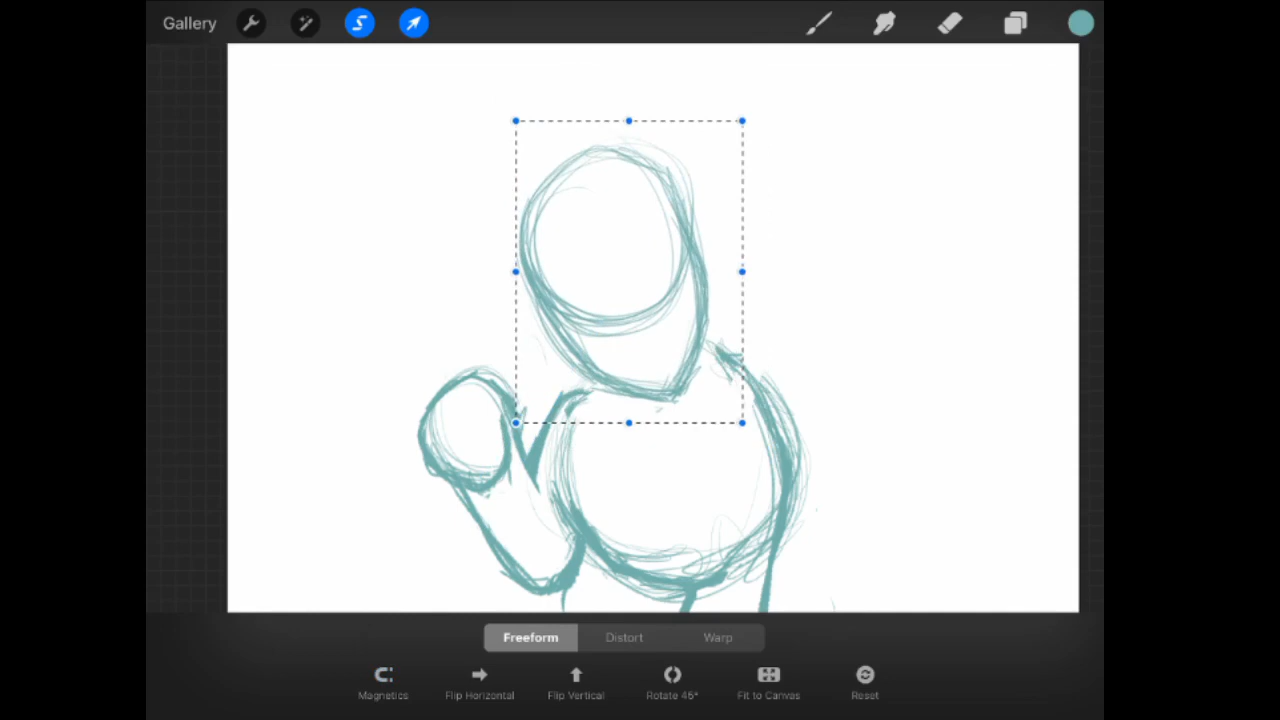 Gallery
Freeform Distort Warp
Magnetics Flip Horizontal Flip Vertical Rotate 45° Fit to Canvas Reset